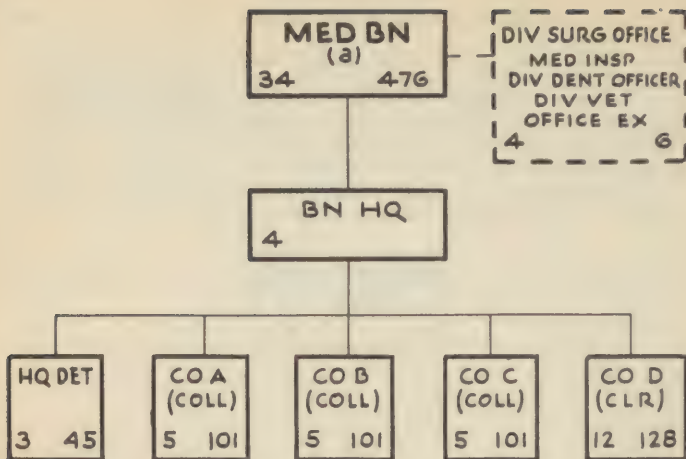 MED BN
(a)
34 476
DIV SURG OFFICE
MED INSP
DIV DENT OFFICER
DIV VET
OFFICE EX
4 6
BN HQ
4
HQ DET
3 45
CO A
(COLL)
5 101
CO B
(COLL)
5 101
CO C
(COLL)
5 101
CO D
(CLR)
12 128